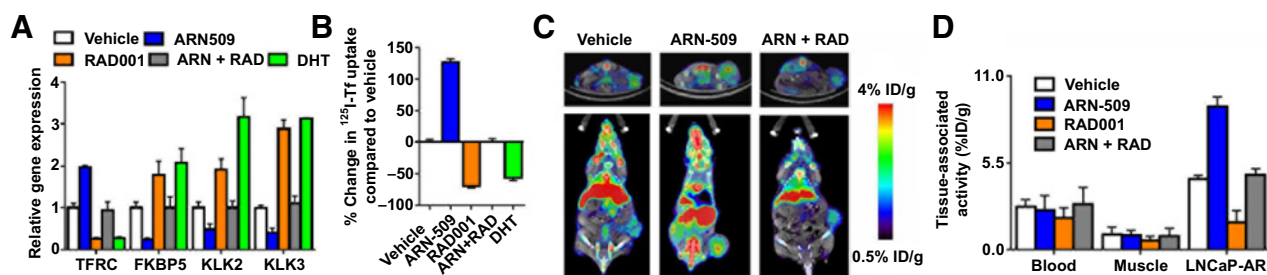 A
Vehicle ARN509
RAD001 ARN + RAD DHT
Relative gene expression
4
3
2
1
0
TFRC FKBP5 KLK2 KLK3
B
% Change in 125I-Tf uptake
compared to vehicle
150
100
50
0
−50
−100
Vehicle
ARN-509
RAD001
ARN+RAD
DHT
C
Vehicle ARN-509 ARN + RAD
4% ID/g
0.5% ID/g
D
Tissue-associated
activity (%ID/g)
11.0
5.5
0.0
Vehicle
ARN-509
RAD001
ARN + RAD
Blood Muscle LNCaP-AR